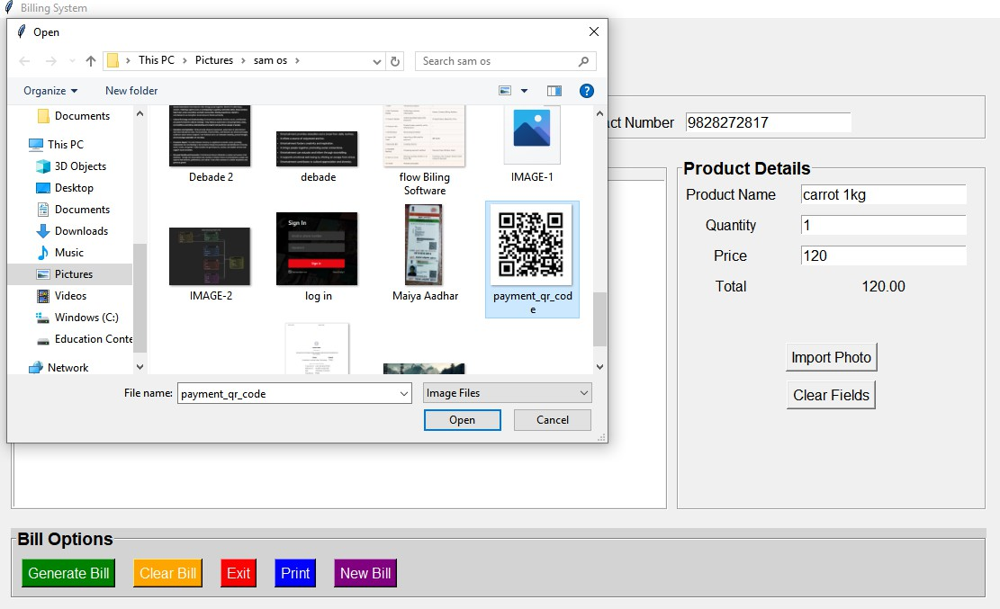 Billing System
Open
This PC > Pictures > sam os >
Search sam os
Organize
New folder
Documents
This PC
3D Objects
Desktop
Documents
Downloads
Music
Pictures
Videos
Windows (C:)
Education Conte
Network
Debade 2
debade
flow Biling
Software
IMAGE-1
Sign In
Sign In
IMAGE-2
log in
Maiya Aadhar
payment_qr_cod
e
File name:
payment_qr_code
Image Files
Open
Cancel
act Number
9828272817
Product Details
Product Name
carrot 1kg
Quantity
1
Price
120
Total
120.00
Import Photo
Clear Fields
Bill Options
Generate Bill
Clear Bill
Exit
Print
New Bill